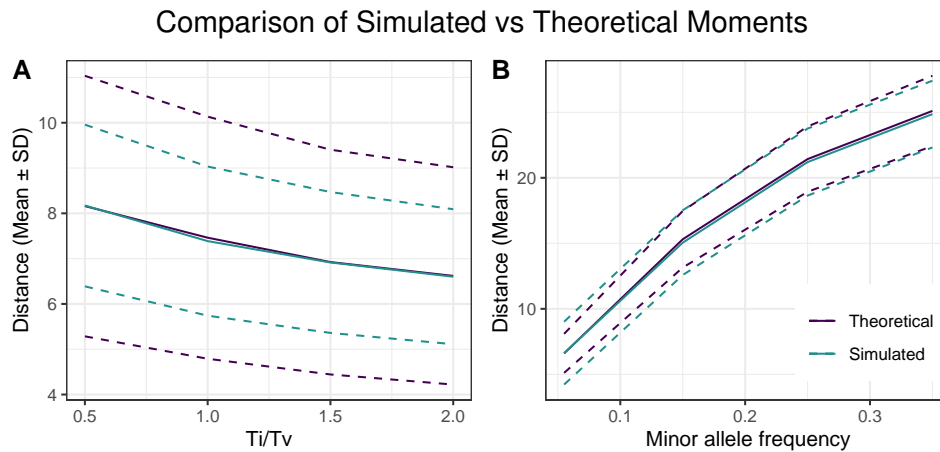 Comparison of Simulated vs Theoretical Moments
A
Distance (Mean ± SD)
10
8
6
4
0.5
1.0
1.5
2.0
Ti/Tv
B
Distance (Mean ± SD)
20
10
0.1
0.2
0.3
Minor allele frequency
Theoretical
Simulated